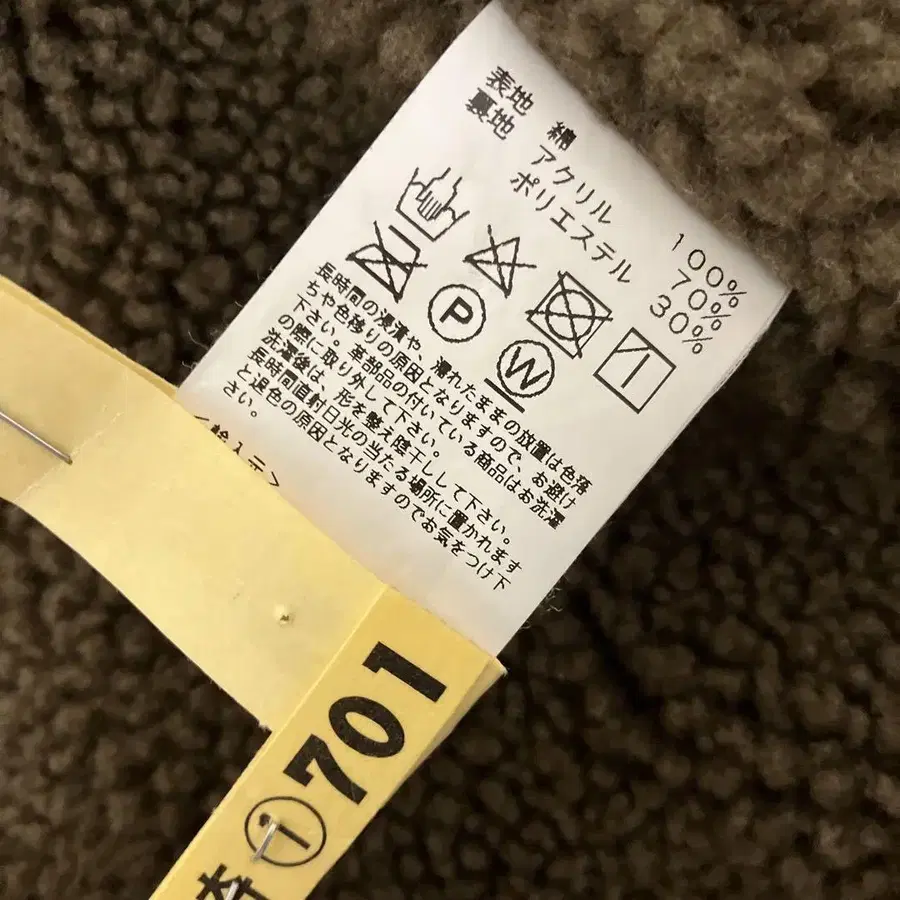 表地 綿 100%
裏地 アクリル 70%
ポリエステル 30%
P
W
長時間の浸漬や、濡れたままの放置は色落
ちや色移りの原因となりますので、お避け
下さい。革部品の付いている商品はお洗濯
の際に取り外して下さい。
洗濯後は、形を整え陰干しして下さい。
長時間直射日光の当たる場所に置かれます
と退色の原因となりますのでお気をつけ下
さい。
①701